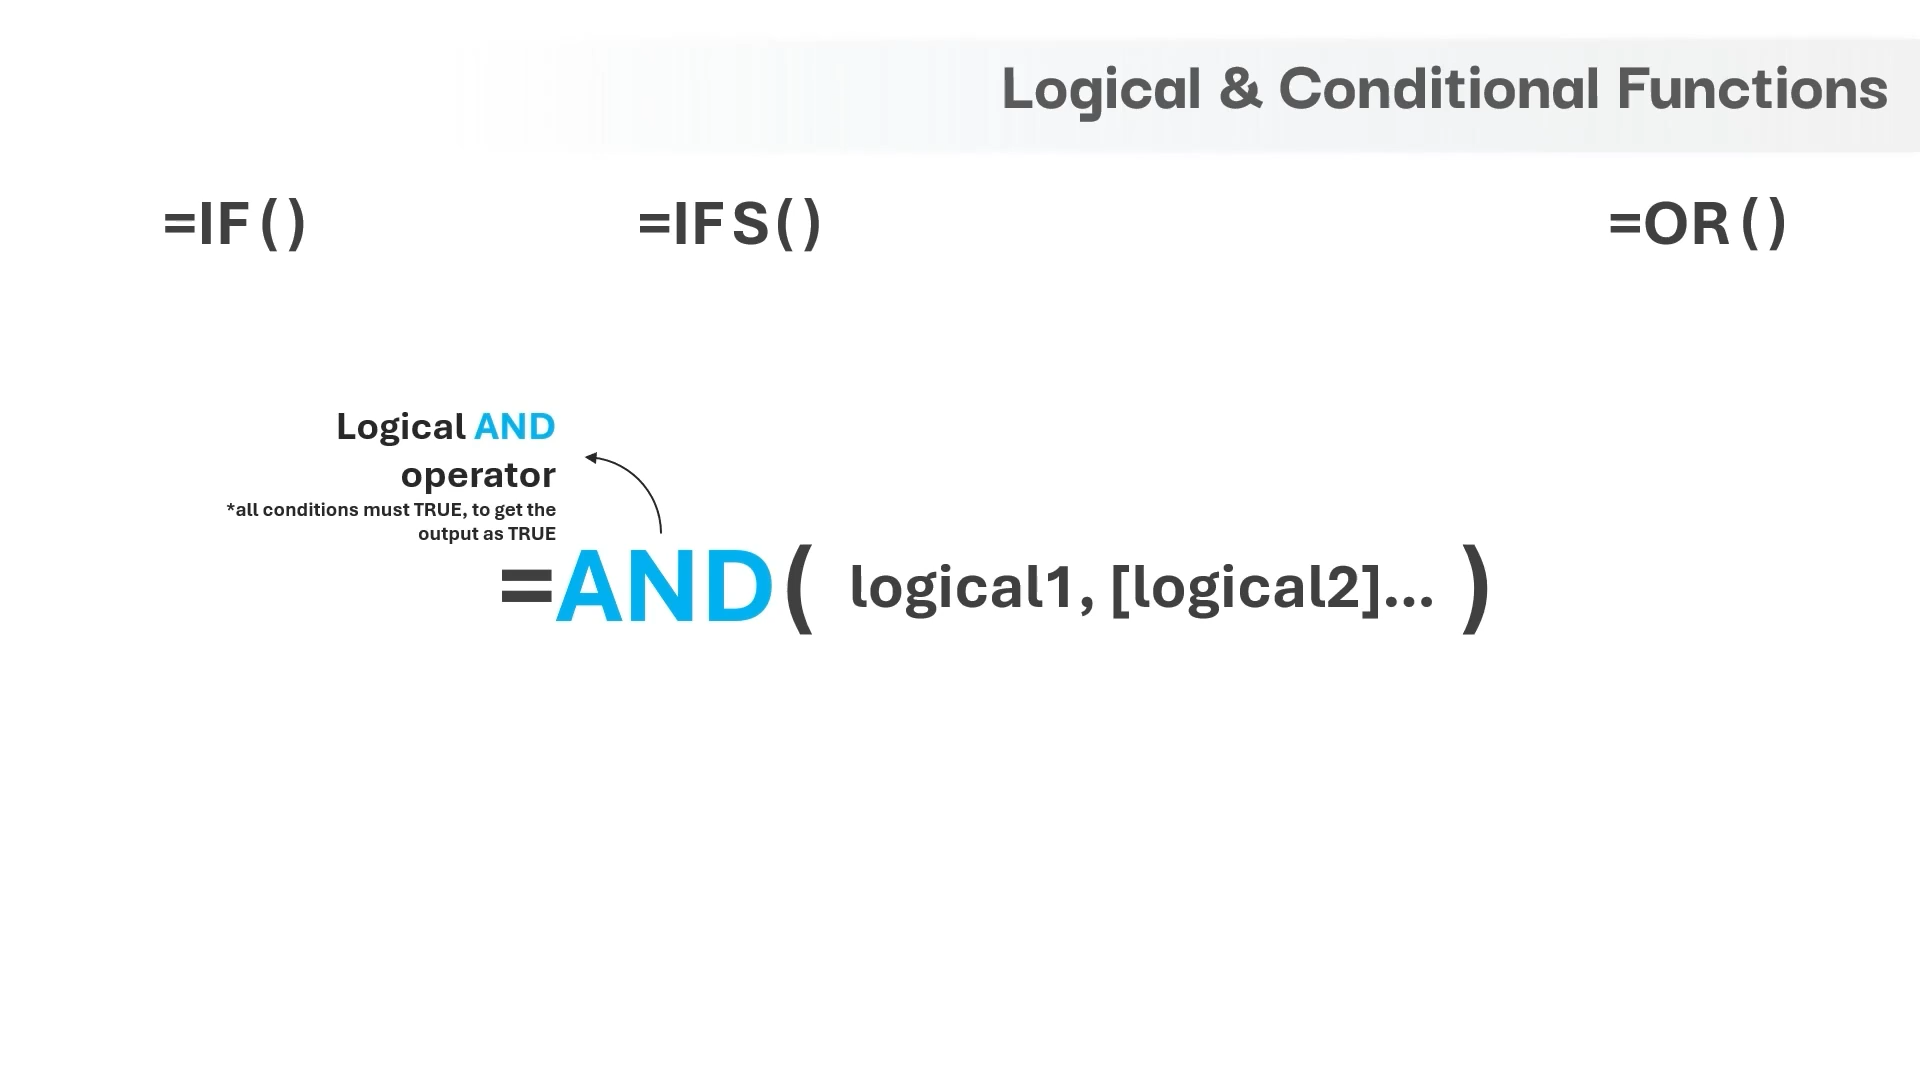 Logical & Conditional Functions
=IF()
=IFS()
=OR()
Logical AND
operator
*all conditions must TRUE, to get the
output as TRUE
=AND( logical1, [logical2]... )